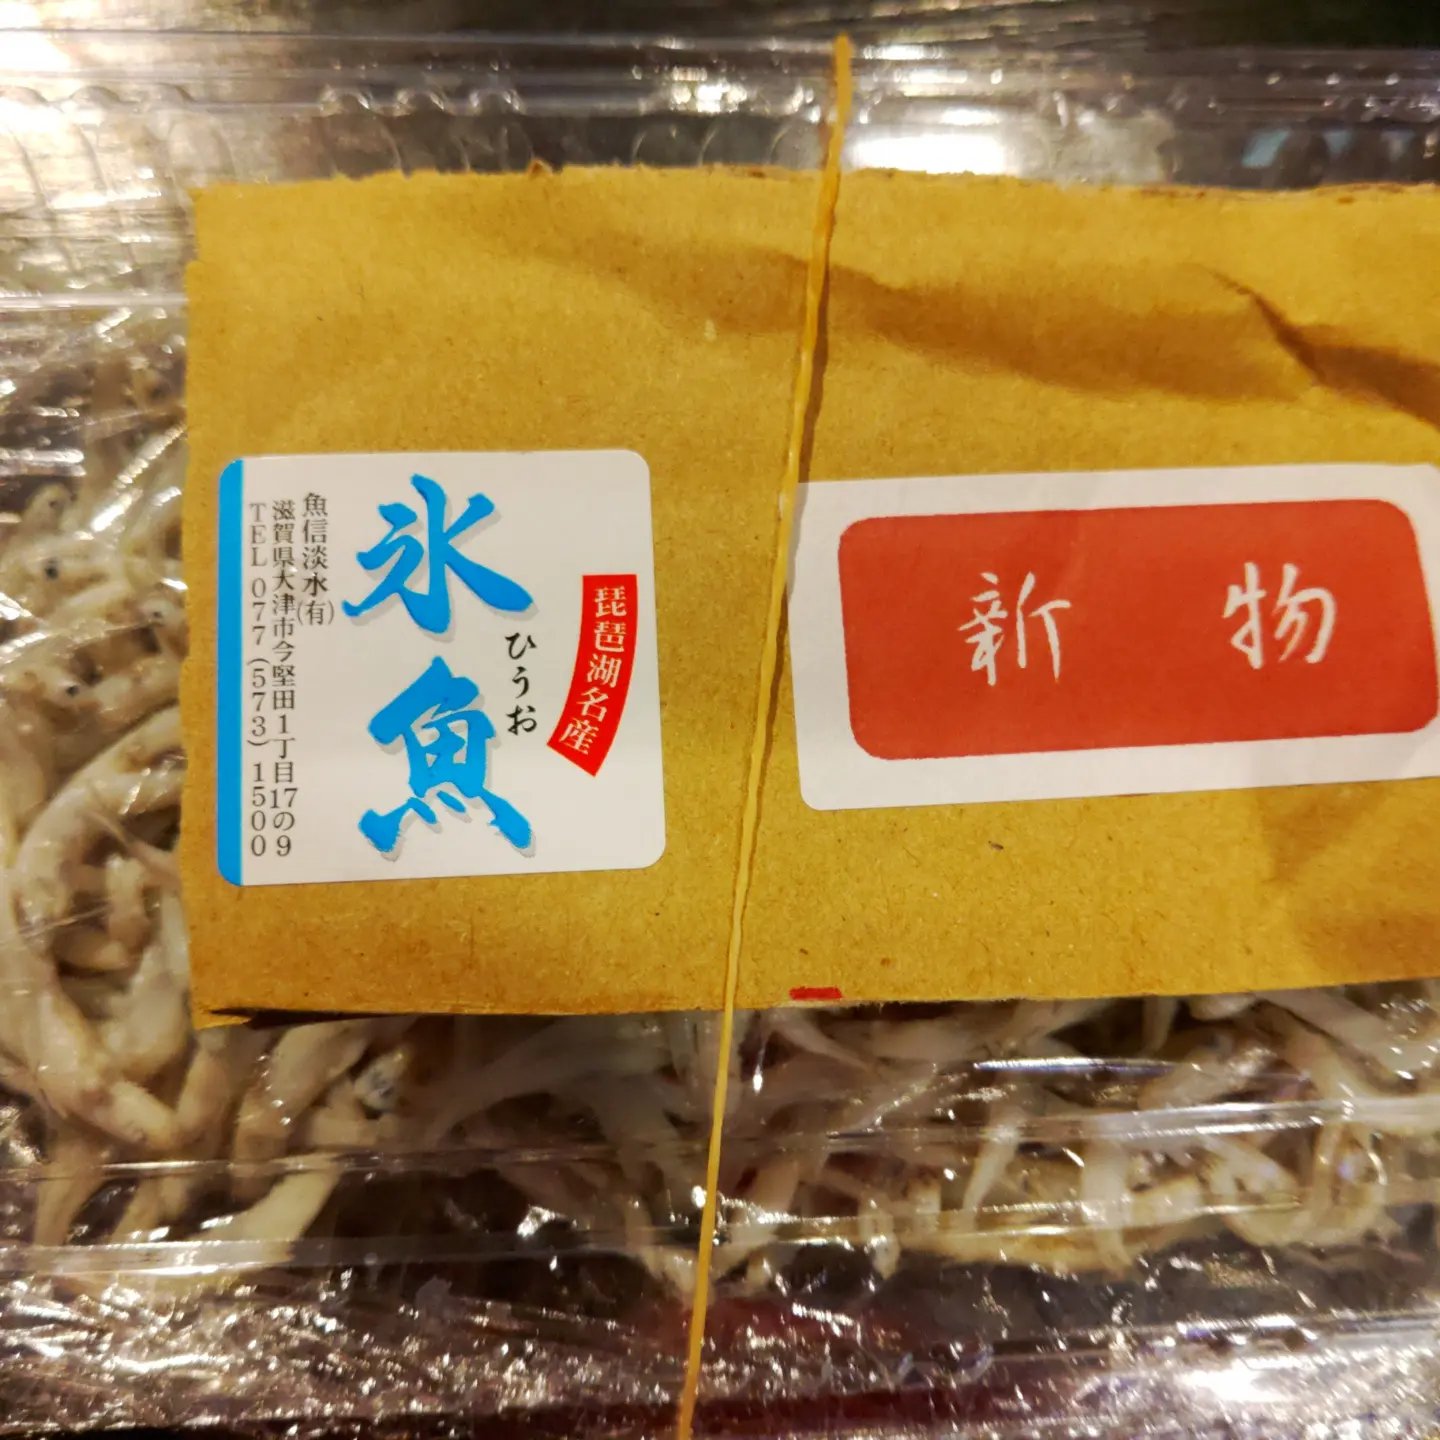 琵琶湖名産
氷魚
ひうお
魚信淡水(有)
滋賀県大津市今堅田1丁目17の9
TEL 077(573)1500
新物